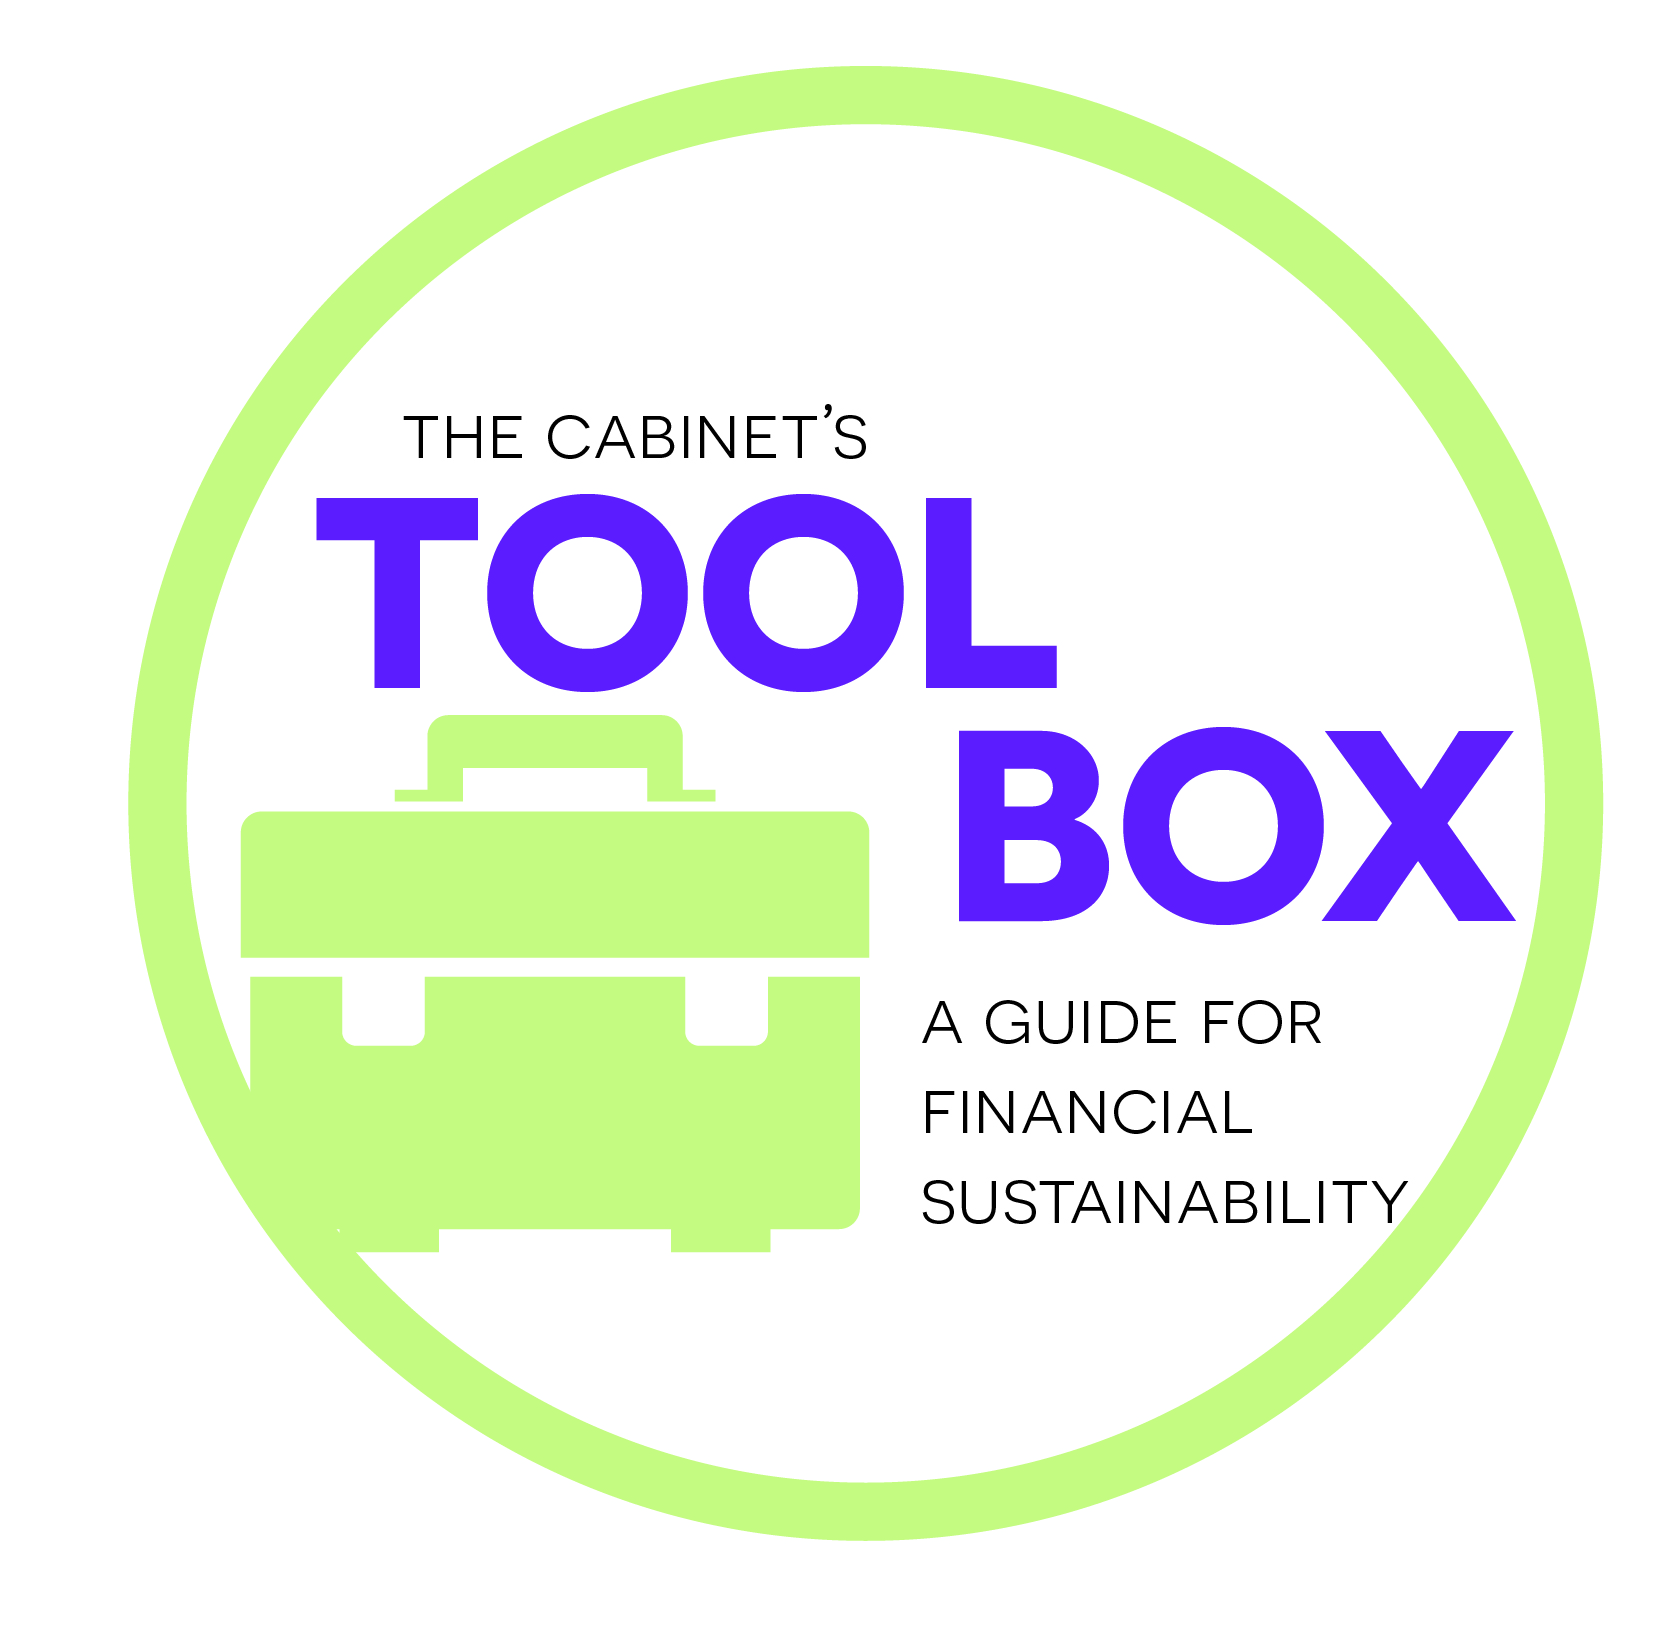 THE CABINET’S
TOOL
BOX
A GUIDE FOR
FINANCIAL
SUSTAINABILITY